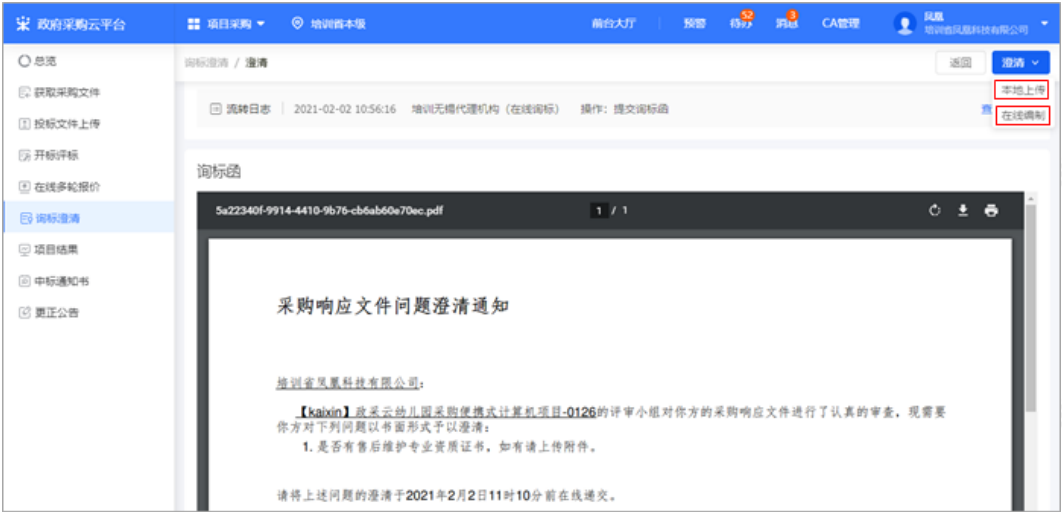 政府采购云平台
项目采购
培训省本级
前台大厅
预警
待办
92
消息
3
CA管理
凤凰
培训省凤凰科技有限公司
总览
获取采购文件
投标文件上传
开标评标
在线多轮报价
询标澄清
项目结果
中标通知书
更正公告
询标澄清 / 澄清
返回
澄清
本地上传
在线编制
流转日志
2021-02-02 10:56:16 培训无锡代理机构（在线询标） 操作：提交询标函
查
询标函
5a22340f-9914-4410-9b76-cb6ab60e70ec.pdf
1 / 1
采购响应文件问题澄清通知
培训省凤凰科技有限公司：
【kaixin】政采云幼儿园采购便携式计算机项目-0126的评审小组对你方的采购响应文件进行了认真的审查，现需要
你方对下列问题以书面形式予以澄清：
1. 是否有售后维护专业资质证书，如有请上传附件。
请将上述问题的澄清于2021年2月2日11时10分前在线递交。